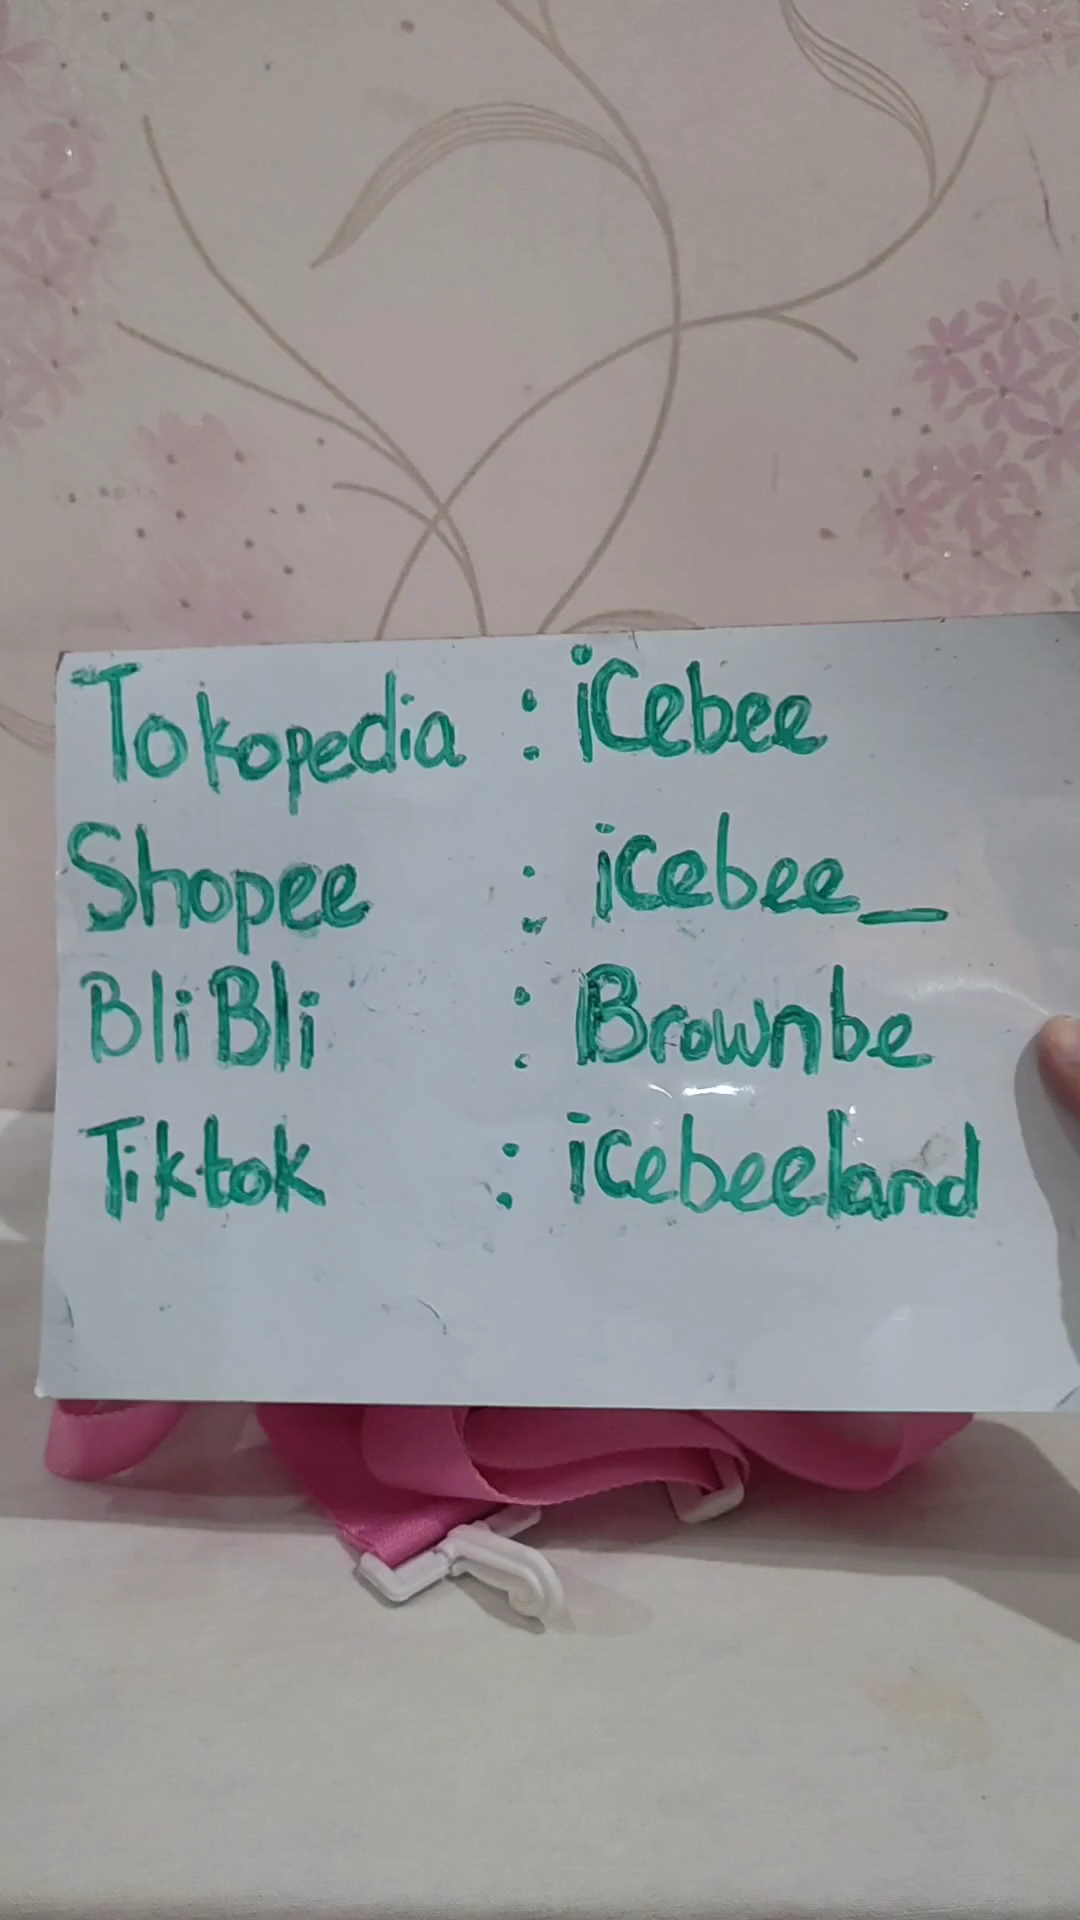 Tokopedia : icebee
Shopee : icebee_
BliBli : Brownbe
Tiktok : icebeeland